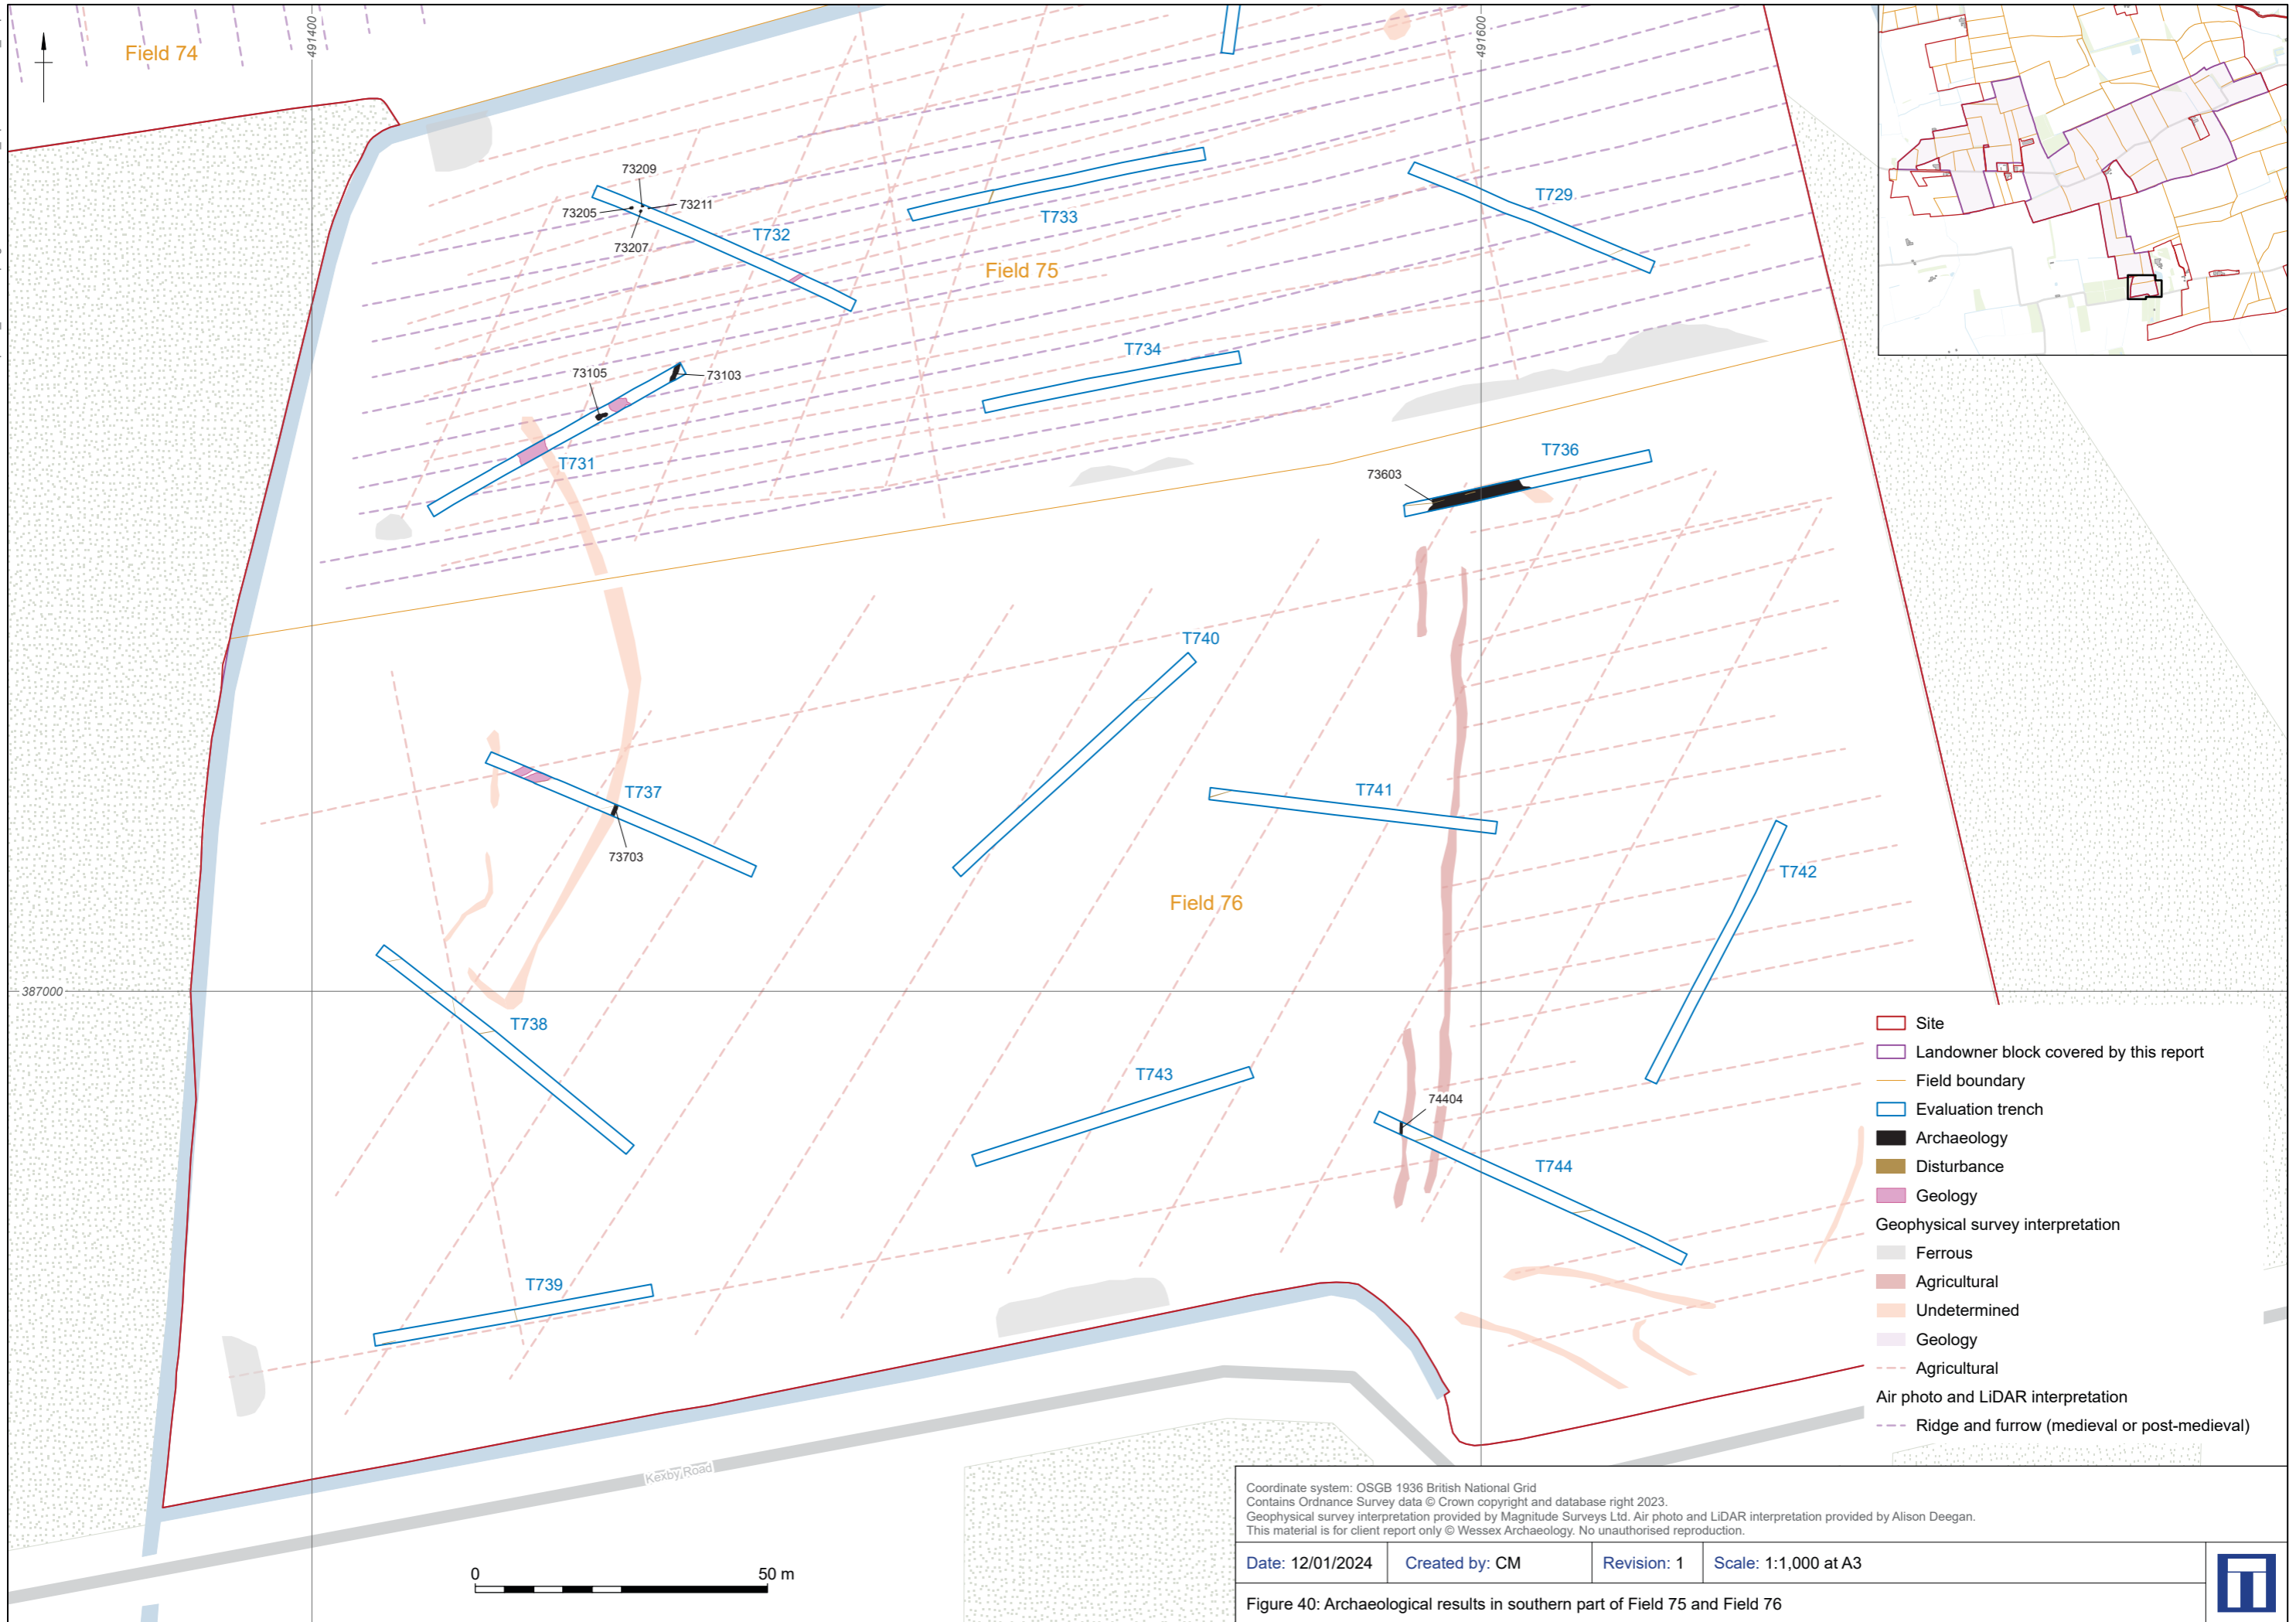 Field 74
491400
491600
73209
73205
73211
73207
T732
T733
T729
Field 75
T734
73105
73103
T731
T736
73603
T740
T737
73703
T741
T742
Field 76
387000
T738
T743
74404
T744
T739
Kexby Road
0
50 m
Site
Landowner block covered by this report
Field boundary
Evaluation trench
Archaeology
Disturbance
Geology
Geophysical survey interpretation
Ferrous
Agricultural
Undetermined
Geology
Agricultural
Air photo and LiDAR interpretation
Ridge and furrow (medieval or post-medieval)
Coordinate system: OSGB 1936 British National Grid
Contains Ordnance Survey data © Crown copyright and database right 2023.
Geophysical survey interpretation provided by Magnitude Surveys Ltd. Air photo and LiDAR interpretation provided by Alison Deegan.
This material is for client report only © Wessex Archaeology. No unauthorised reproduction.
Date: 12/01/2024
Created by: CM
Revision: 1
Scale: 1:1,000 at A3
Figure 40: Archaeological results in southern part of Field 75 and Field 76